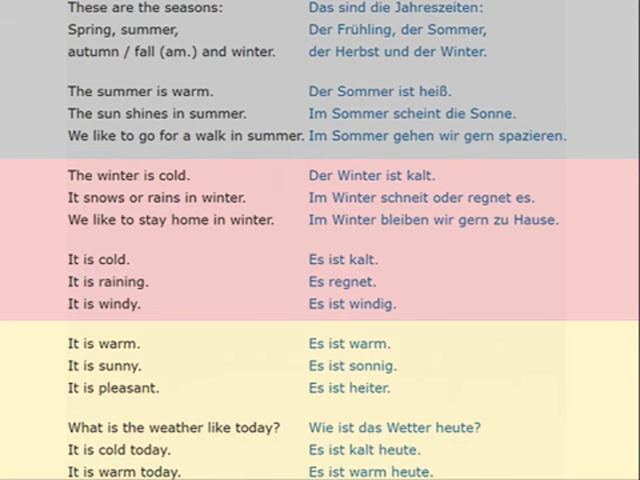 These are the seasons: Das sind die Jahreszeiten:
Spring, summer, Der Frühling, der Sommer,
autumn / fall (am.) and winter. der Herbst und der Winter.
The summer is warm. Der Sommer ist heiß.
The sun shines in summer. Im Sommer scheint die Sonne.
We like to go for a walk in summer. Im Sommer gehen wir gern spazieren.
The winter is cold. Der Winter ist kalt.
It snows or rains in winter. Im Winter schneit oder regnet es.
We like to stay home in winter. Im Winter bleiben wir gern zu Hause.
It is cold. Es ist kalt.
It is raining. Es regnet.
It is windy. Es ist windig.
It is warm. Es ist warm.
It is sunny. Es ist sonnig.
It is pleasant. Es ist heiter.
What is the weather like today? Wie ist das Wetter heute?
It is cold today. Es ist kalt heute.
It is warm today. Es ist warm heute.